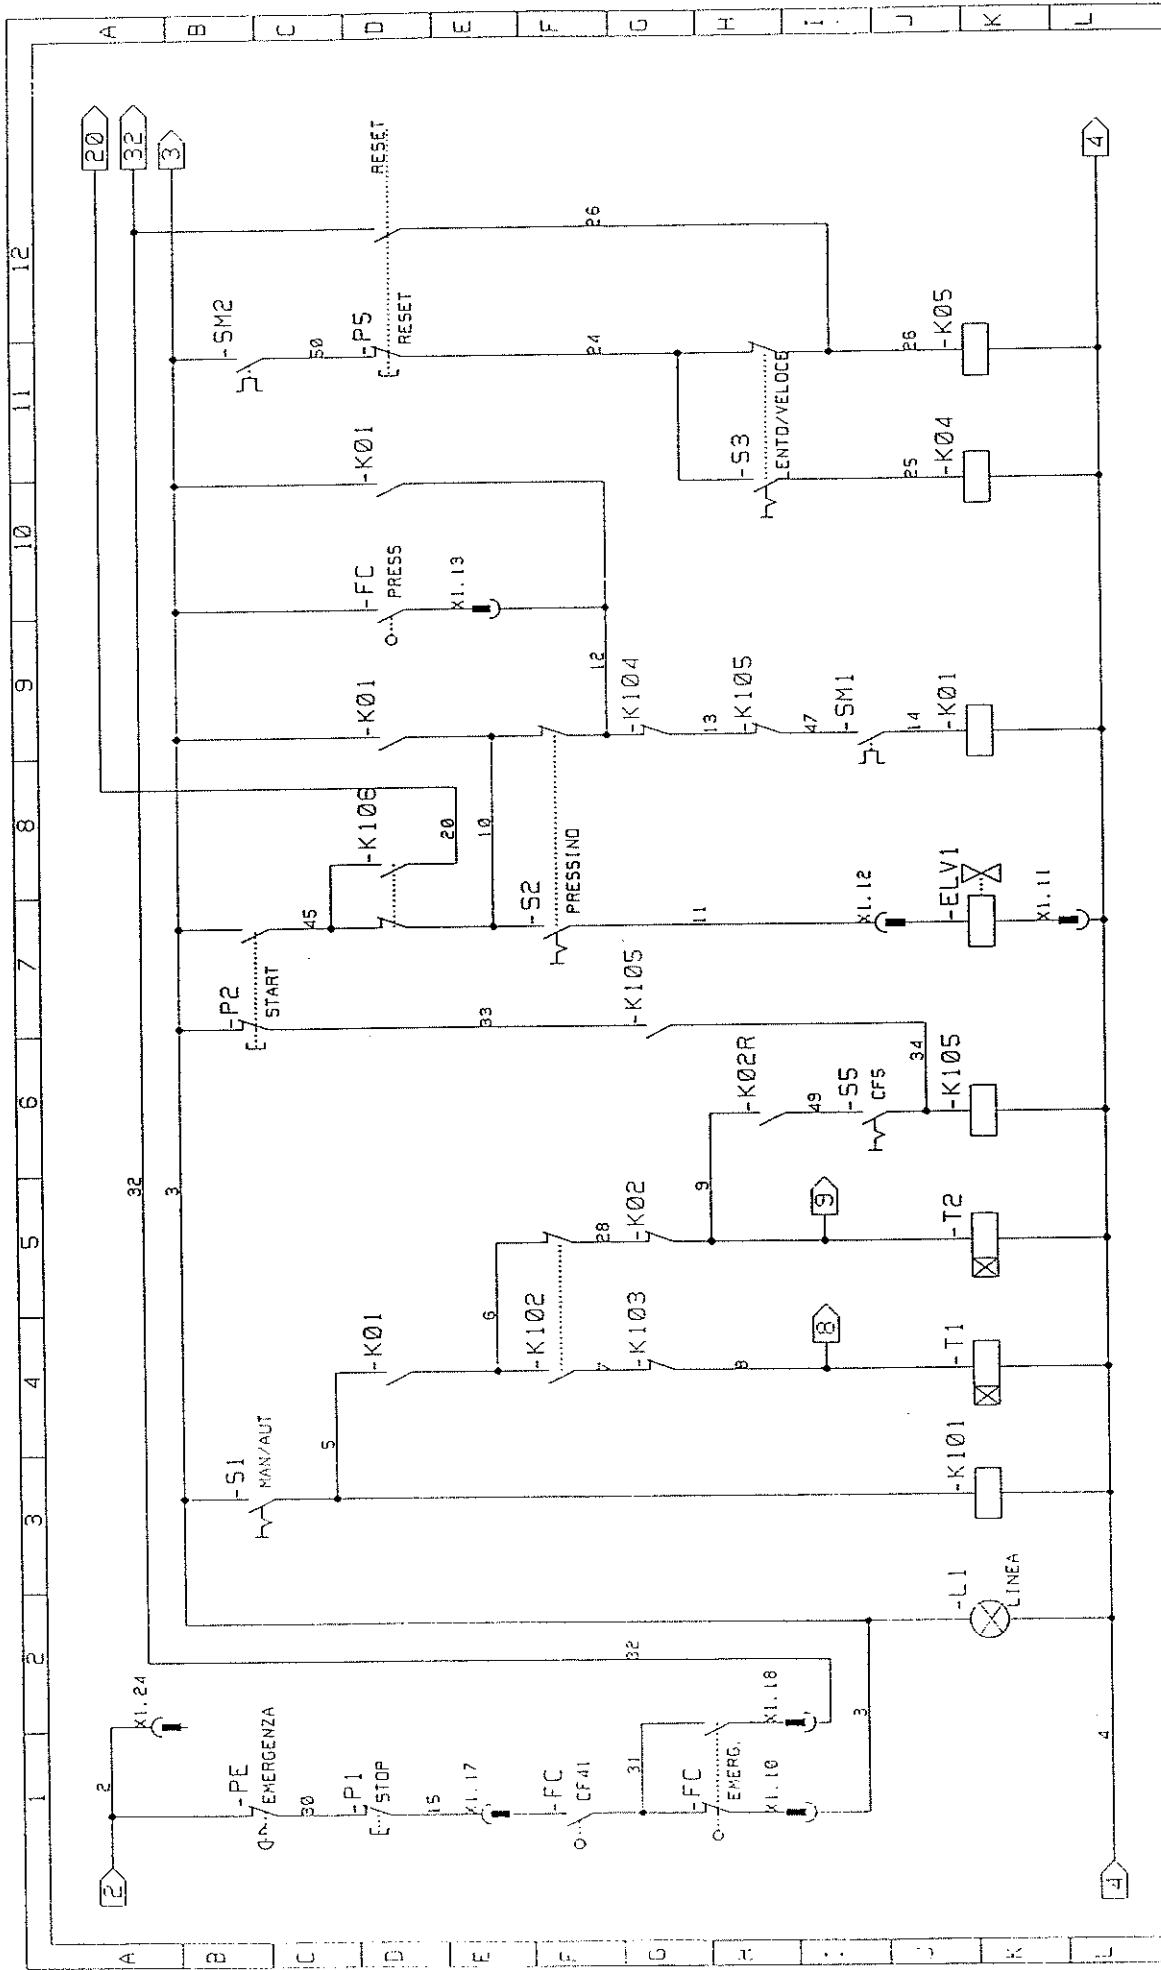 1 2 3 4 5 6 7 8 9 10 11 12
A B C D E F G H I J K L
A B C D E F G H J K L
2
2
X1.24
-PE
EMERGENZA
30
-P1
STOP
15
X1.17
-FC
CF41
31
-FC
EMERG.
X1.10
X1.18
32
3
4
4
-L1
LINEA
32
3
-S1
MAN/AUT
5
-K101
-K01
6
-K102
7
-K103
8
8
-T1
28
-K02
9
9
-T2
-K02R
49
-S5
CF5
34
-K105
-P2
START
33
-K105
45
-K106
20
10
-S2
PRESSINO
11
X1.12
-ELV1
X1.11
-K01
12
-K104
13
-K105
47
-SM1
14
-K01
-FC
PRESS
X1.13
-K01
-SM2
50
-P5
RESET
RESET
24
26
-S3
LENTO/VELOCE
25
-K04
26
-K05
20
32
3
4